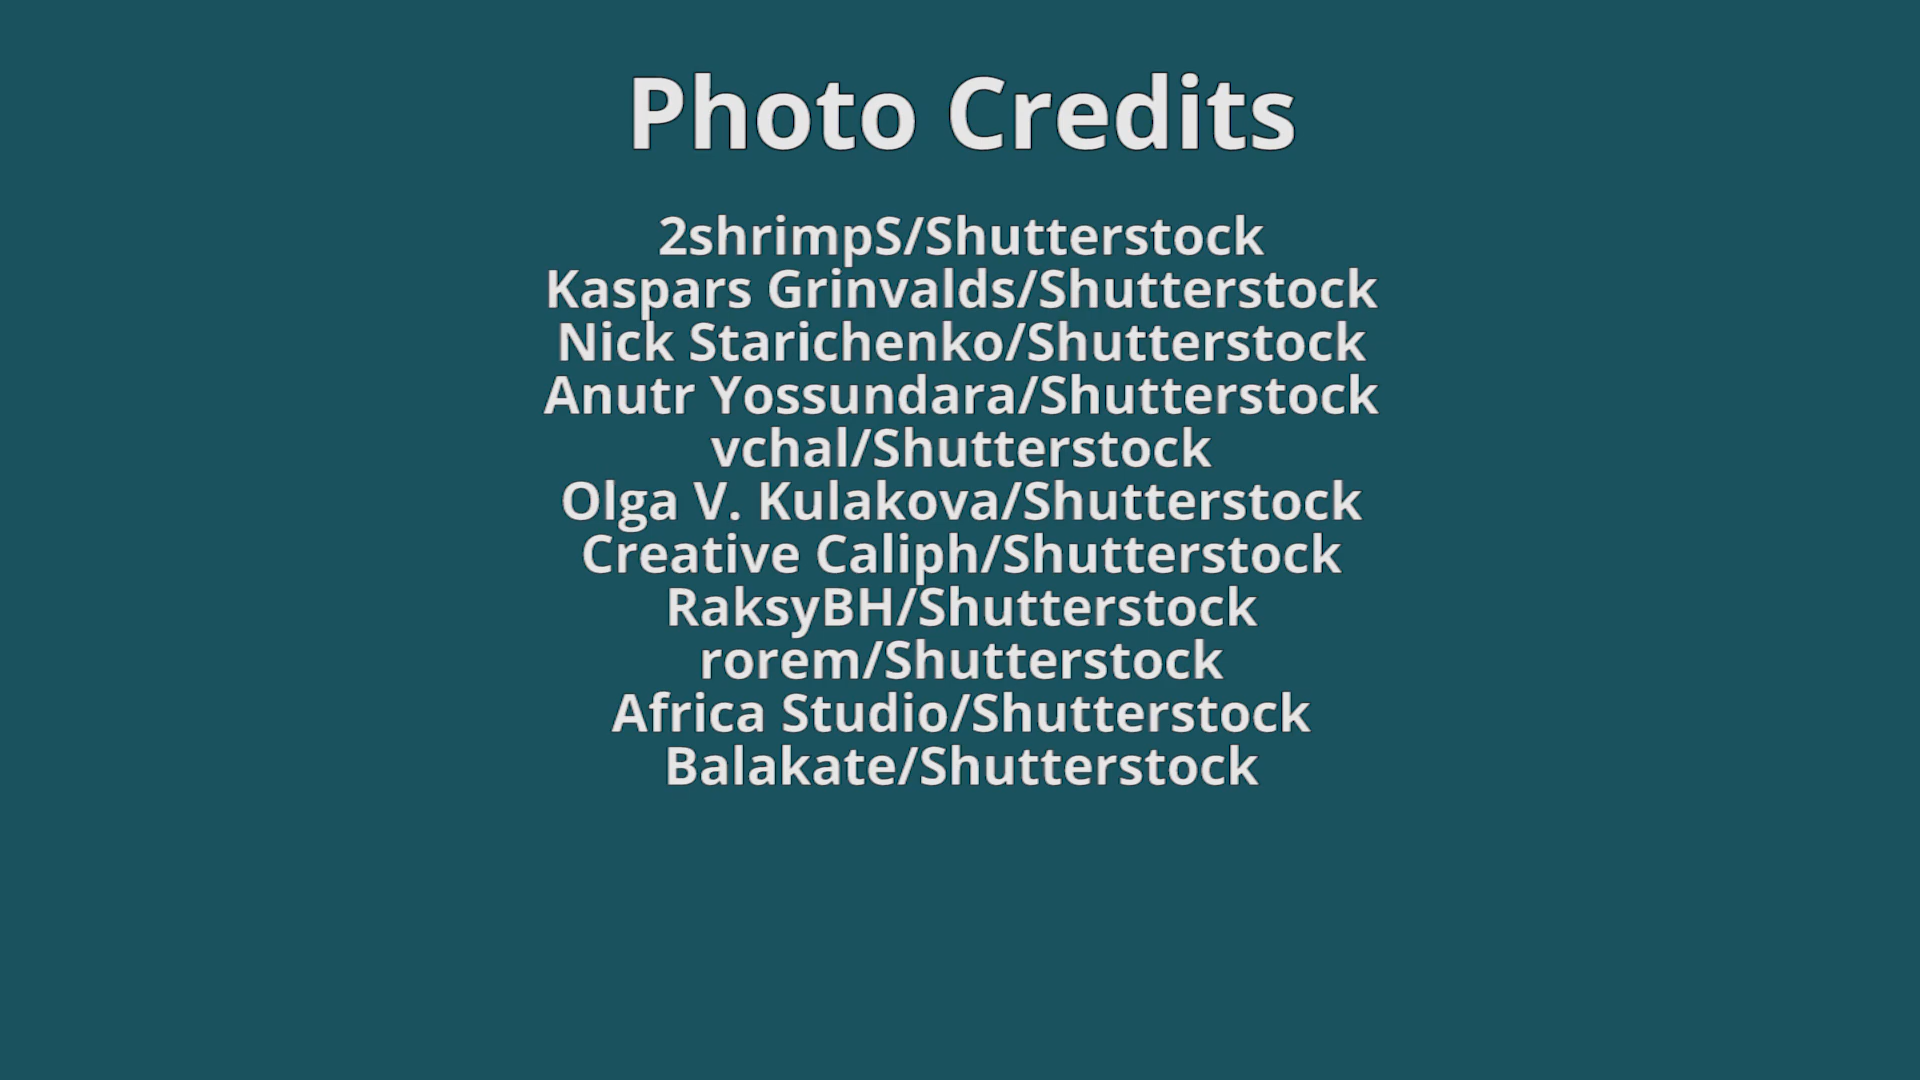 Photo Credits
2shrimpS/Shutterstock
Kaspars Grinvalds/Shutterstock
Nick Starichenko/Shutterstock
Anutr Yossundara/Shutterstock
vchal/Shutterstock
Olga V. Kulakova/Shutterstock
Creative Caliph/Shutterstock
RaksyBH/Shutterstock
rorem/Shutterstock
Africa Studio/Shutterstock
Balakate/Shutterstock